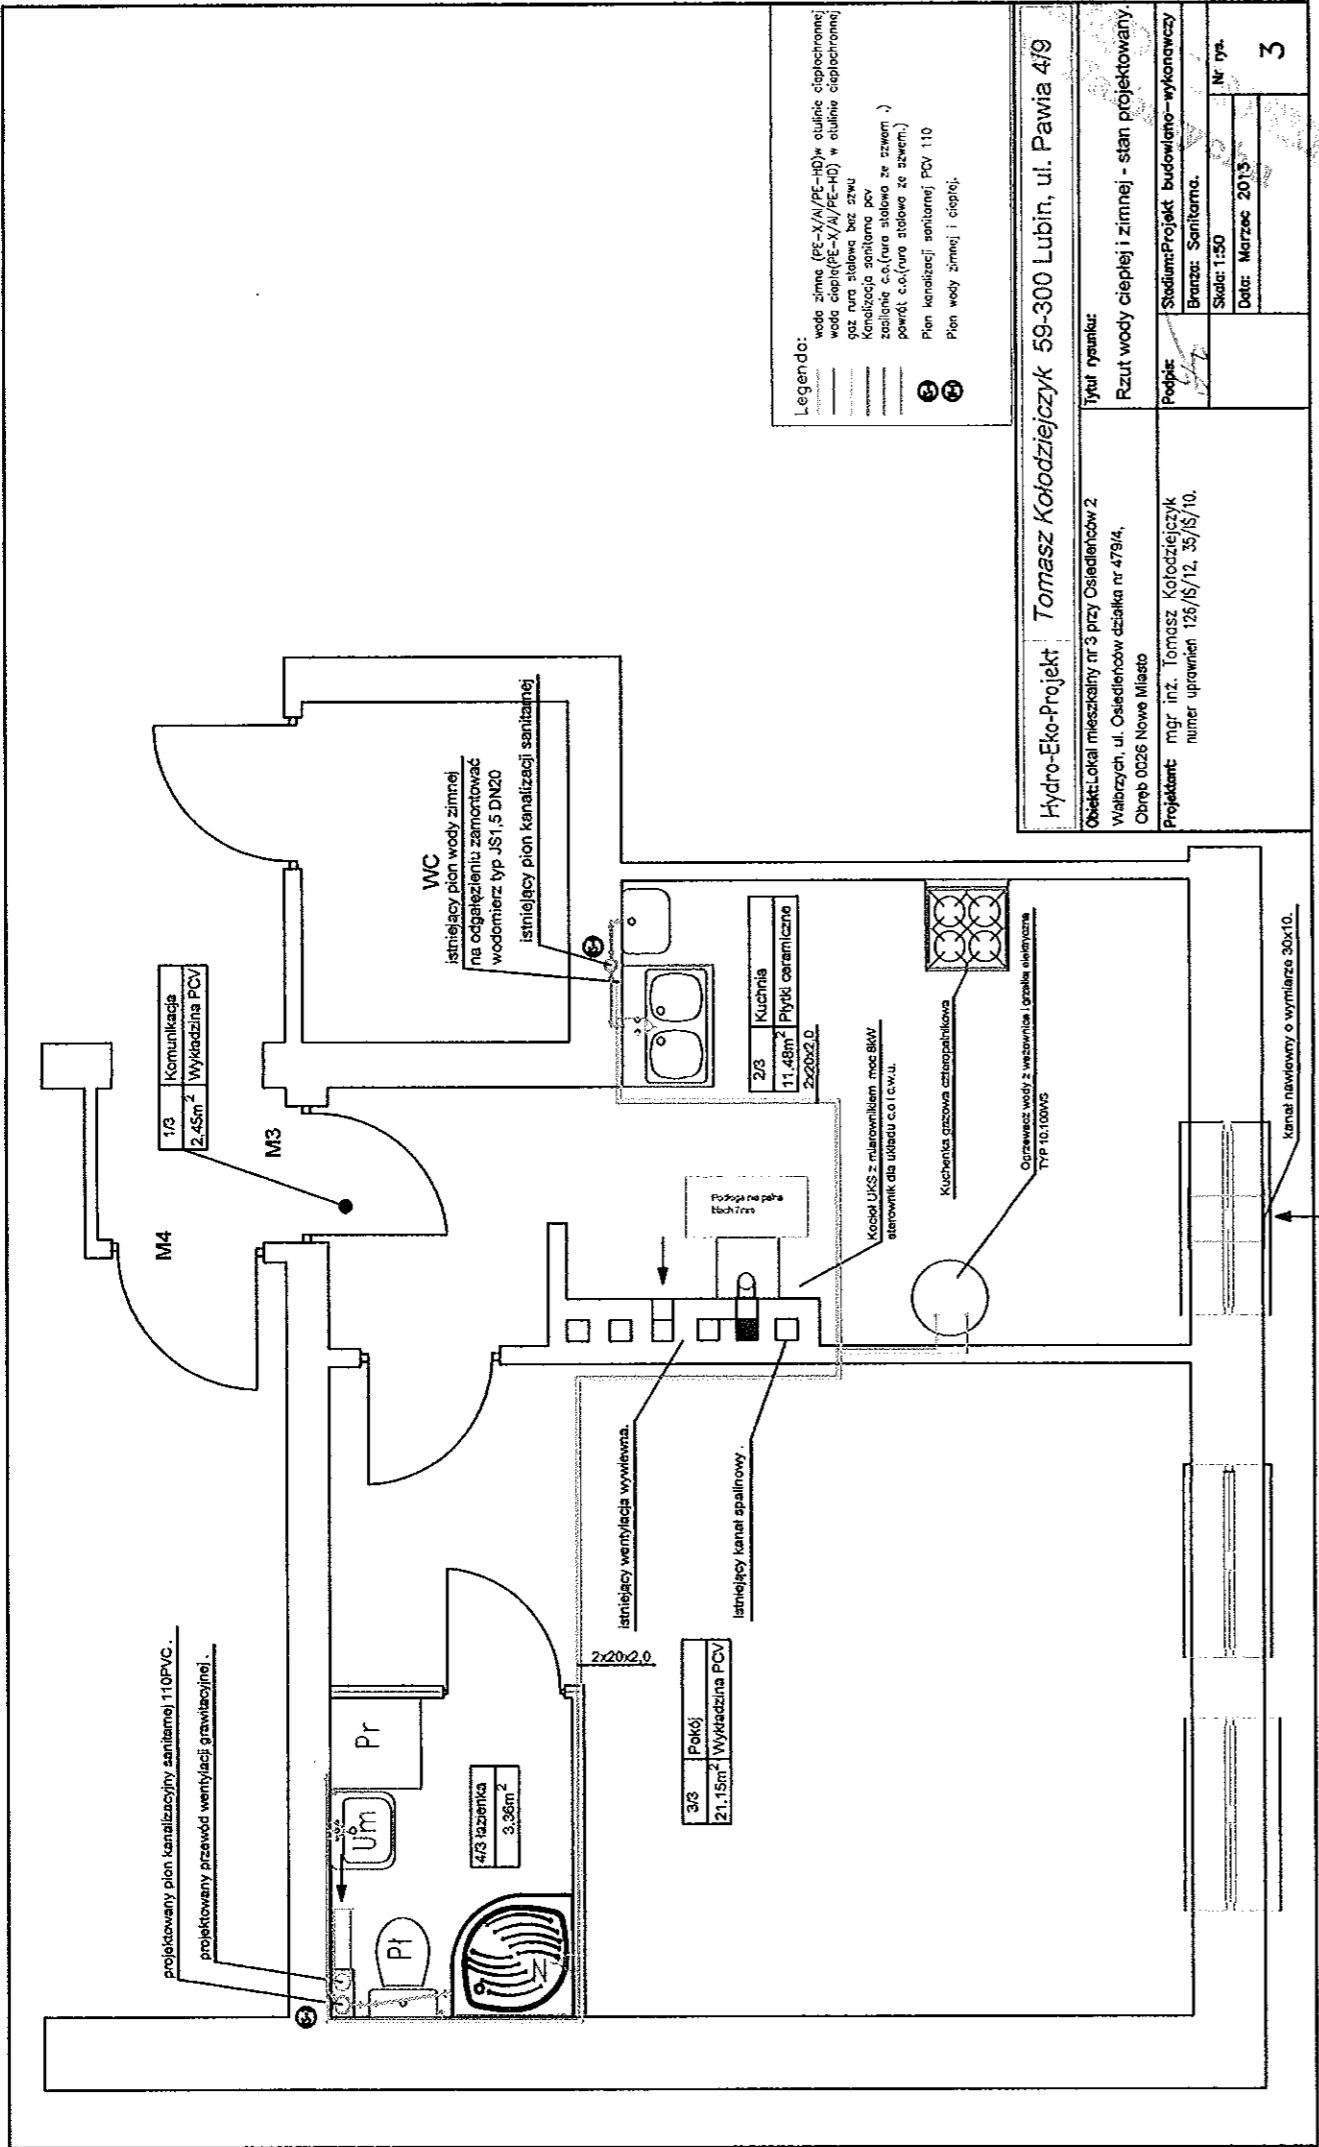 projektowany pion kanalizacyjny sanitarnej 110PVC.
projektowany przewód wentylacji grawitacyjnej.
M4
M3
1/3 Komunikacja
2,45m2 Wykładzina PCV
WC
istniejący pion wody zimnej
na odgałęzieniu zamontować
wodomierz typ JS1,5 DN20
istniejący pion kanalizacji sanitarnej
Pr
Um
Pł
N
4/3 łazienka
3.36m2
2x20x2,0
istniejący wentylacja wywiewna.
istniejący kanał spalinowy.
3/3 Pokój
21,15m2 Wykładzina PCV
2/3 Kuchnia
11,48m2 Płytki ceramiczne
2x20x2,0
Podłoga nie palna
blach 7mm
Kocioł UKS z miarownikiem moc 8kW
sterownik dla układu c.o i c.w.u.
Kuchenka gazowa czteropalnikowa
Ogrzewacz wody z wężownice i grzałką elektryczna
TYP 10.100WS
kanał nawiewny o wymiarze 30x10.
Legenda:
woda zimna (PE-X/Al/PE-HD)w otulinie ciepłochronnej
woda ciepła(PE-X/Al/PE-HD) w otulinie ciepłochronnej
gaz rura stalowa bez szwu
Kanalizacja sanitarna pcv
zasilanie c.o.(rura stalowa ze szwem .)
powrót c.o.(rura stalowa ze szwem.)
Pion kanalizacji sanitarnej PCV 110
Pion wody zimnej i ciepłej.
Hydro-Eko-Projekt Tomasz Kołodziejczyk 59-300 Lubin, ul. Pawia 4/9
Obiekt:Lokal mieszkalny nr 3 przy Osiedleńców 2
Wałbrzych, ul. Osiedleńców działka nr 479/4,
Obręb 0026 Nowe Miasto
Tytuł rysunku:
Rzut wody ciepłej i zimnej - stan projektowany.
Projektant: mgr inż. Tomasz Kołodziejczyk
numer uprawnień 126/IŚ/12, 35/IŚ/10.
Podpis:
Stadium:Projekt budowlano-wykonawczy
Branża: Sanitarna.
Skala: 1:50
Data: Marzec 2013
Nr rys.
3